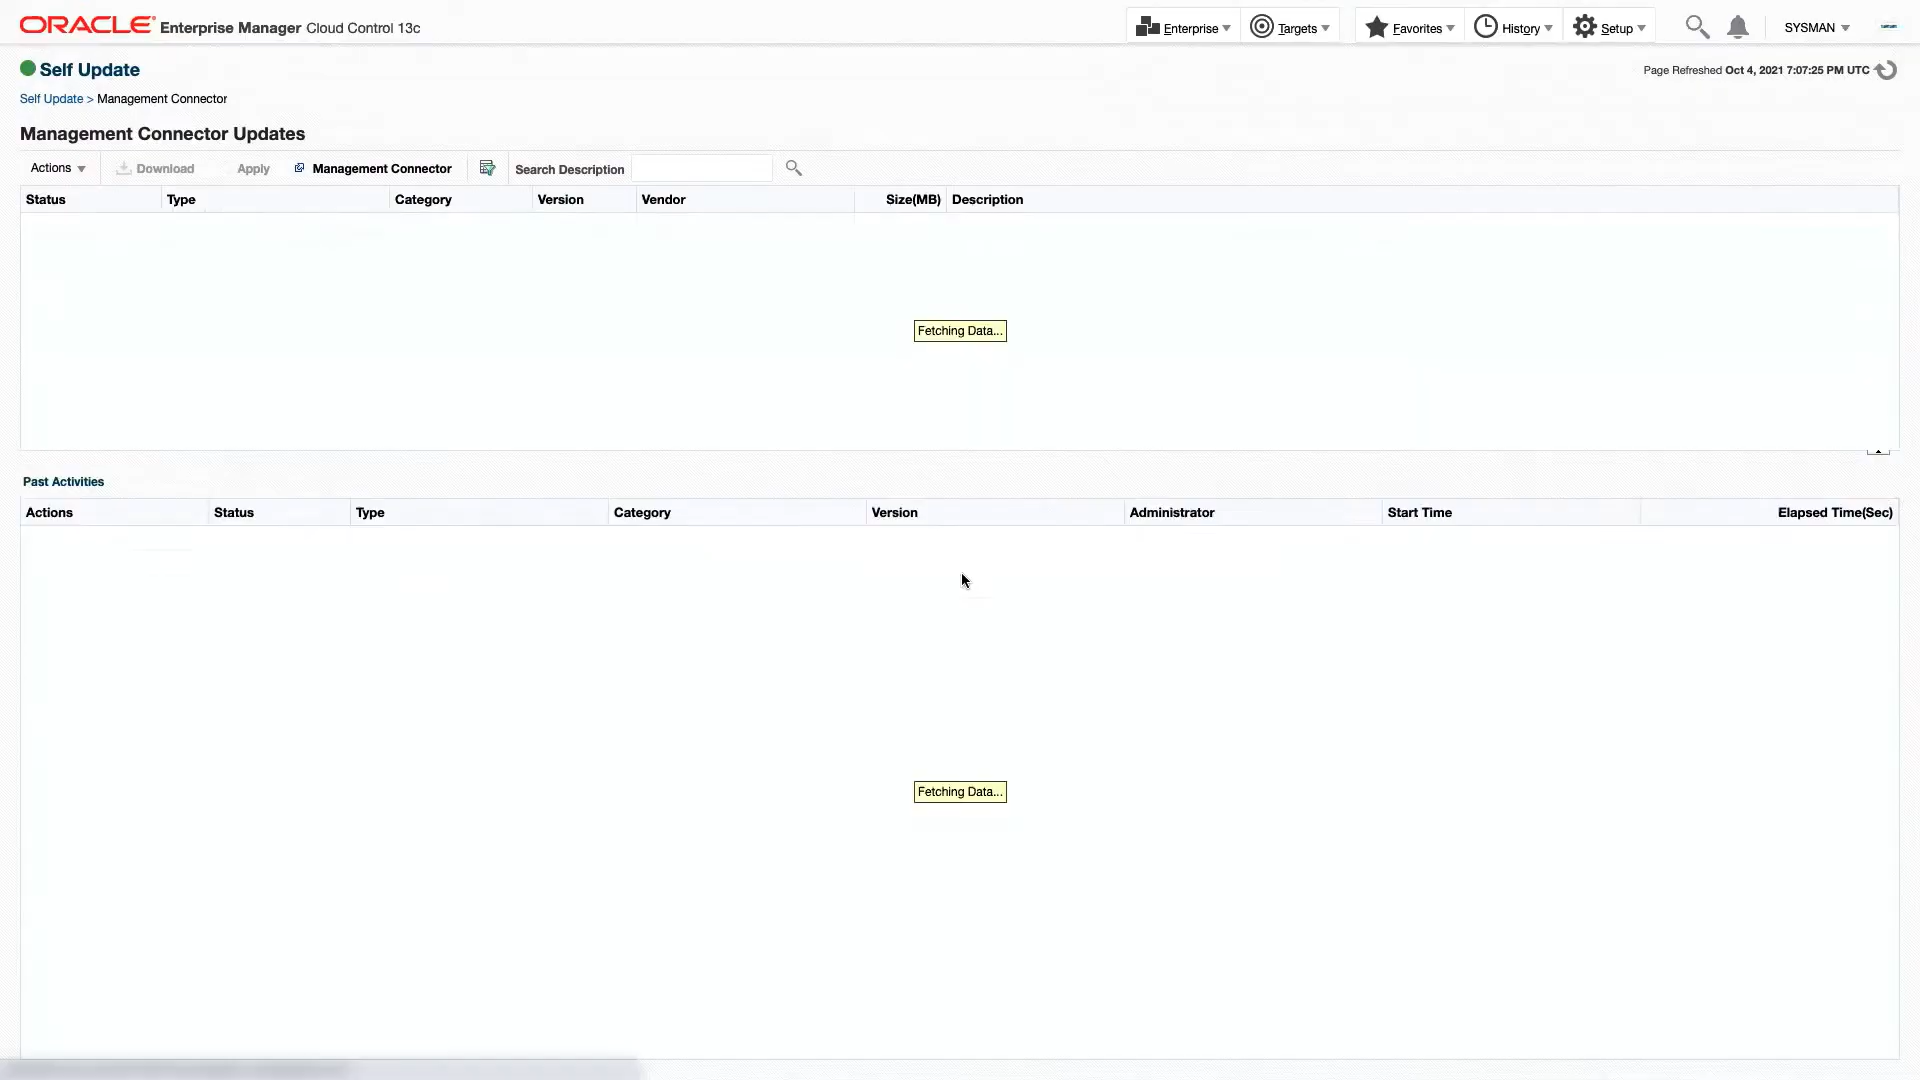 ORACLE Enterprise Manager Cloud Control 13c Enterprise Targets Favorites History Setup SYSMAN
Self Update Page Refreshed Oct 4, 2021 7:07:25 PM UTC
Self Update > Management Connector
Management Connector Updates
Actions Download Apply Management Connector Search Description
Status Type Category Version Vendor Size(MB) Description
Fetching Data...
Past Activities
Actions Status Type Category Version Administrator Start Time Elapsed Time(Sec)
Fetching Data...